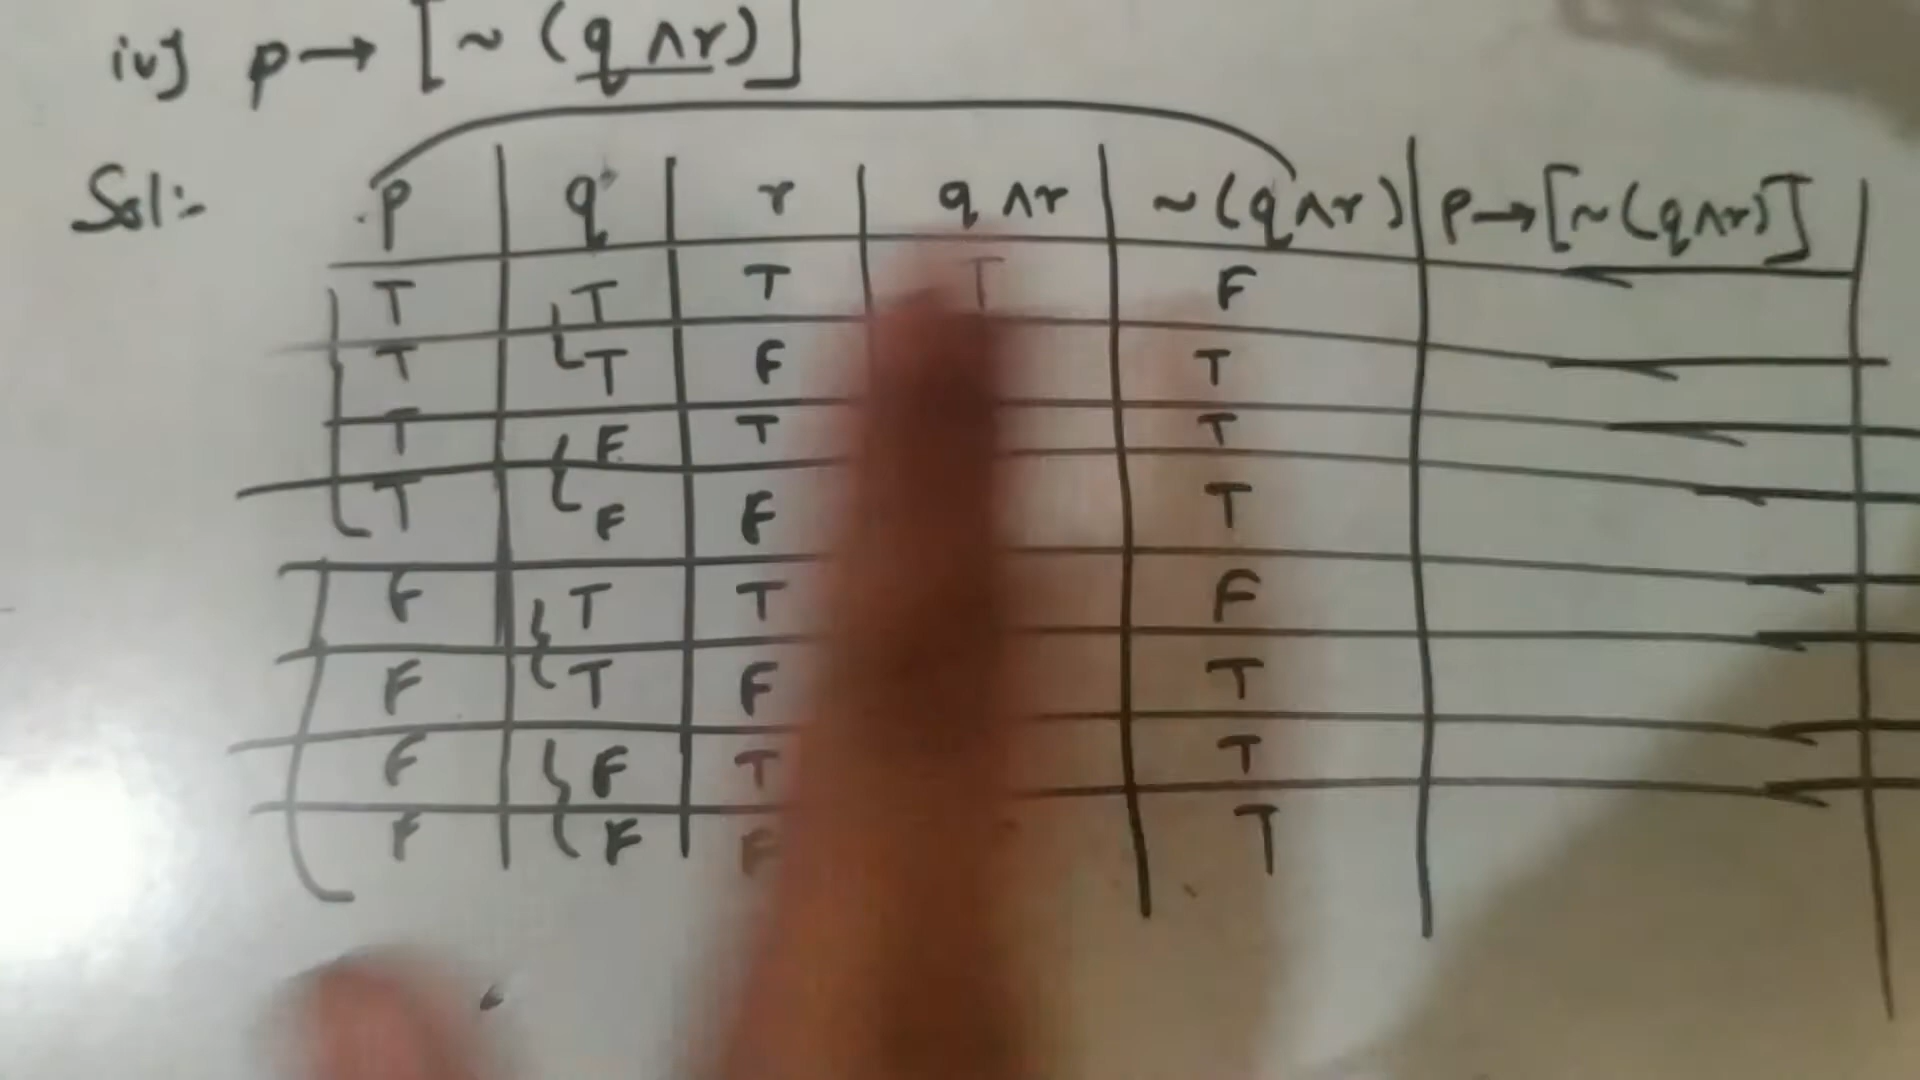 iv] p→[~(q∧r)]
Sol:- p q r q∧r ~(q∧r) p→[~(q∧r)]
T T T T F
T T F T
T F T T
T F F T
F T T F
F T F T
F F T T
F F F T